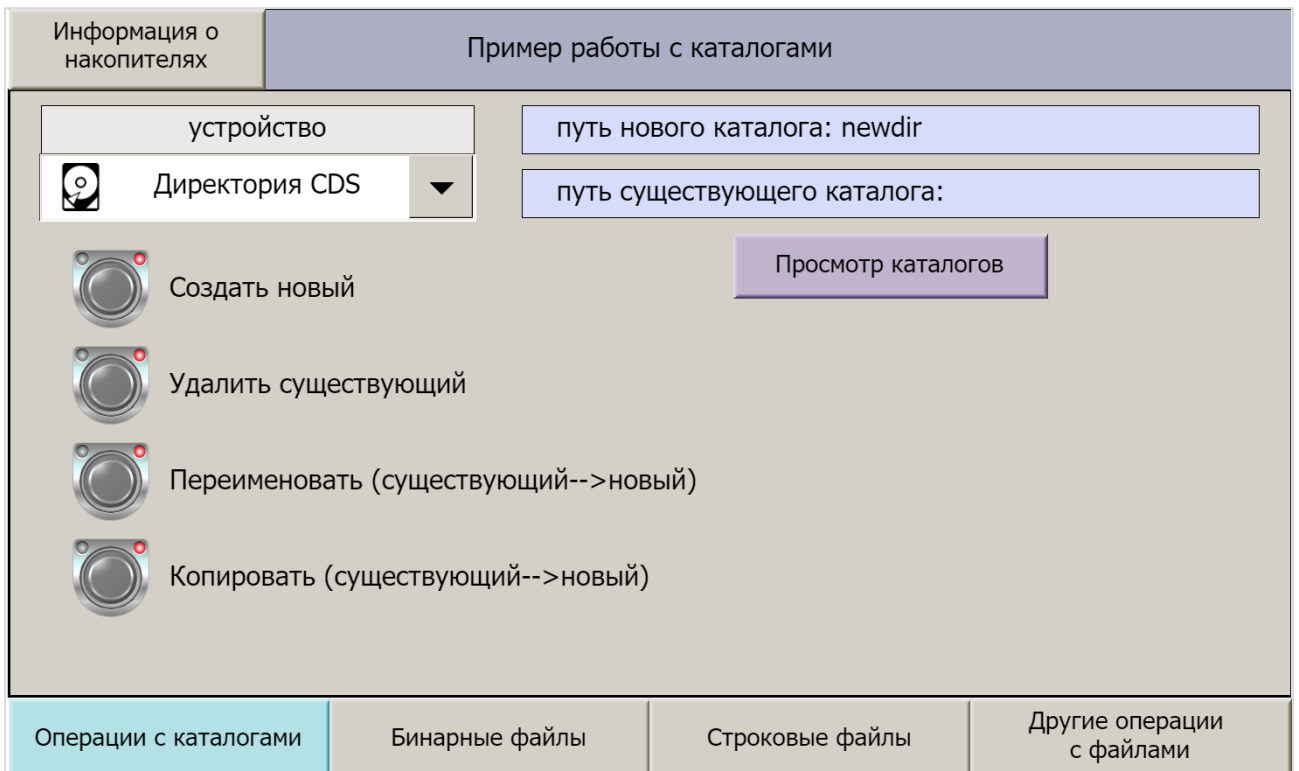 Информация о
накопителях
Пример работы с каталогами
устройство
путь нового каталога: newdir
Директория CDS
путь существующего каталога:
Просмотр каталогов
Создать новый
Удалить существующий
Переименовать (существующий-->новый)
Копировать (существующий-->новый)
Операции с каталогами
Бинарные файлы
Строковые файлы
Другие операции
с файлами